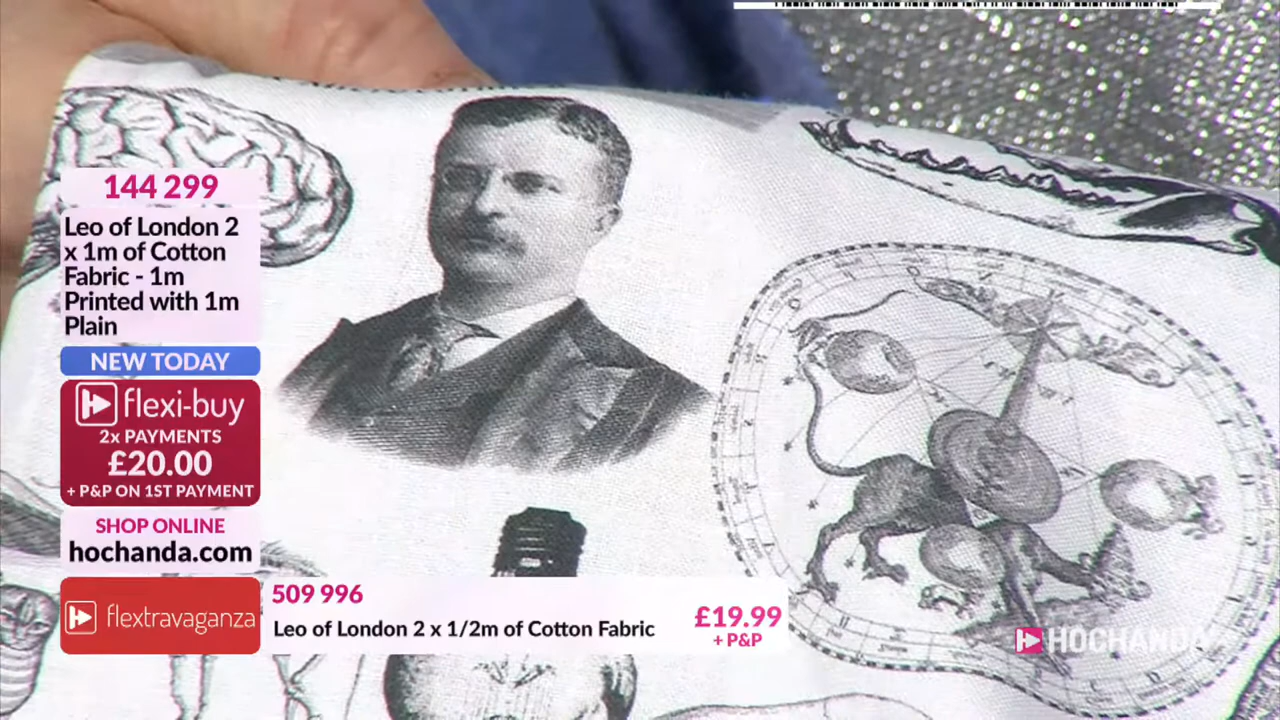 144 299
Leo of London 2
x 1m of Cotton
Fabric - 1m
Printed with 1m
Plain
NEW TODAY
flexi-buy
2x PAYMENTS
£20.00
+ P&P ON 1ST PAYMENT
SHOP ONLINE
hochanda.com
flextravaganza
509 996
Leo of London 2 x 1/2m of Cotton Fabric
£19.99
+ P&P
HOCHANDA